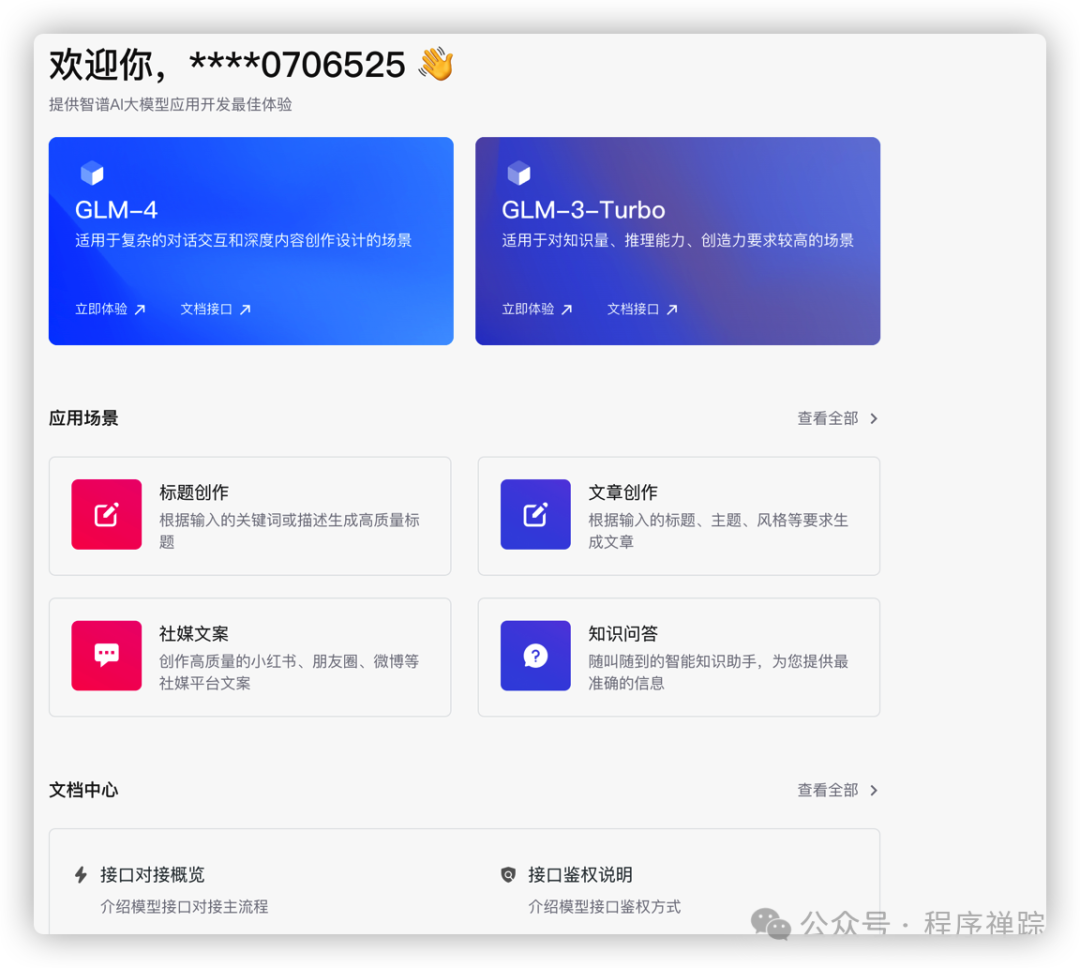 欢迎你，****0706525 👋
提供智谱AI大模型应用开发最佳体验
GLM-4
适用于复杂的对话交互和深度内容创作设计的场景
立即体验 ↗ 文档接口 ↗
GLM-3-Turbo
适用于对知识量、推理能力、创造力要求较高的场景
立即体验 ↗ 文档接口 ↗
应用场景
查看全部 >
标题创作
根据输入的关键词或描述生成高质量标
题
文章创作
根据输入的标题、主题、风格等要求生
成文章
社媒文案
创作高质量的小红书、朋友圈、微博等
社媒平台文案
知识问答
随叫随到的智能知识助手，为您提供最
准确的信息
文档中心
查看全部 >
接口对接概览
介绍模型接口对接主流程
接口鉴权说明
介绍模型接口鉴权方式
公众号 · 程序禅踪